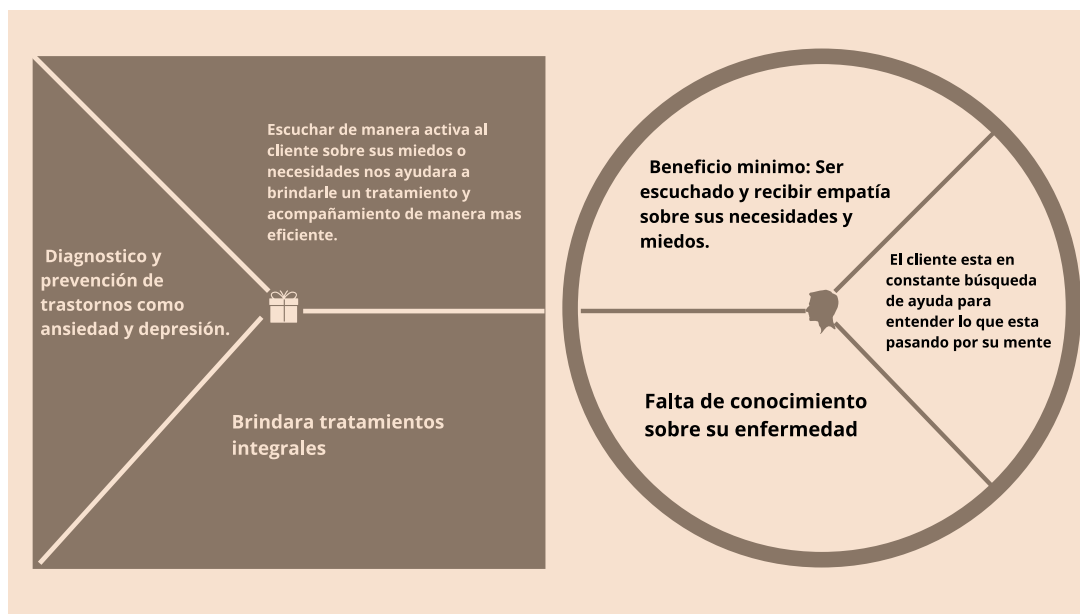 Escuchar de manera activa al
cliente sobre sus miedos o
necesidades nos ayudara a
brindarle un tratamiento y
acompañamiento de manera mas
eficiente.
Diagnostico y
prevención de
trastornos como
ansiedad y depresión.
Brindara tratamientos
integrales
Beneficio minimo: Ser
escuchado y recibir empatía
sobre sus necesidades y
miedos.
El cliente esta en
constante búsqueda
de ayuda para
entender lo que esta
pasando por su mente
Falta de conocimiento
sobre su enfermedad